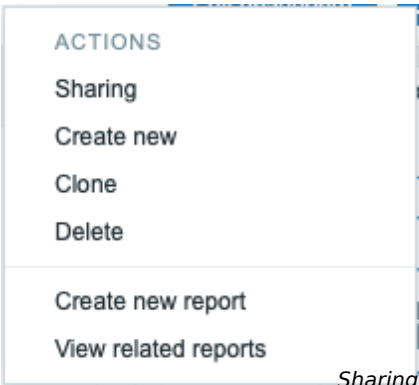 ACTIONS
Sharing
Create new
Clone
Delete
Create new report
View related reports
Sharing